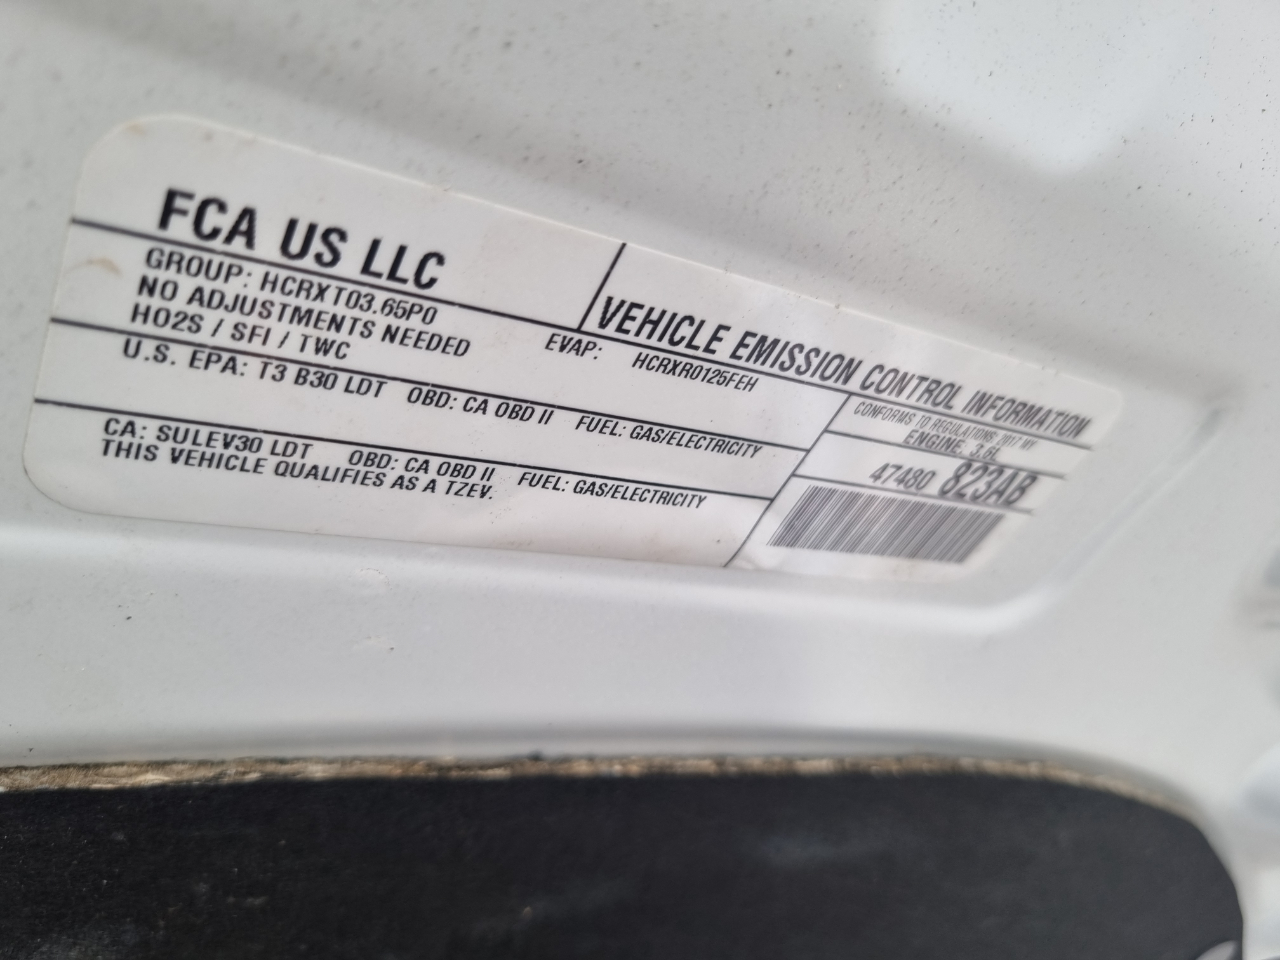 FCA US LLC
VEHICLE EMISSION CONTROL INFORMATION
GROUP: HCRXT03.65P0
EVAP: HCRXR0125FEH
NO ADJUSTMENTS NEEDED
HO2S / SFI / TWC
CONFORMS TO REGULATIONS: 2017 MY
ENGINE: 3.6L
U.S. EPA: T3 B30 LDT OBD: CA OBD II FUEL: GAS/ELECTRICITY
47480 823AB
CA: SULEV30 LDT OBD: CA OBD II FUEL: GAS/ELECTRICITY
THIS VEHICLE QUALIFIES AS A TZEV.